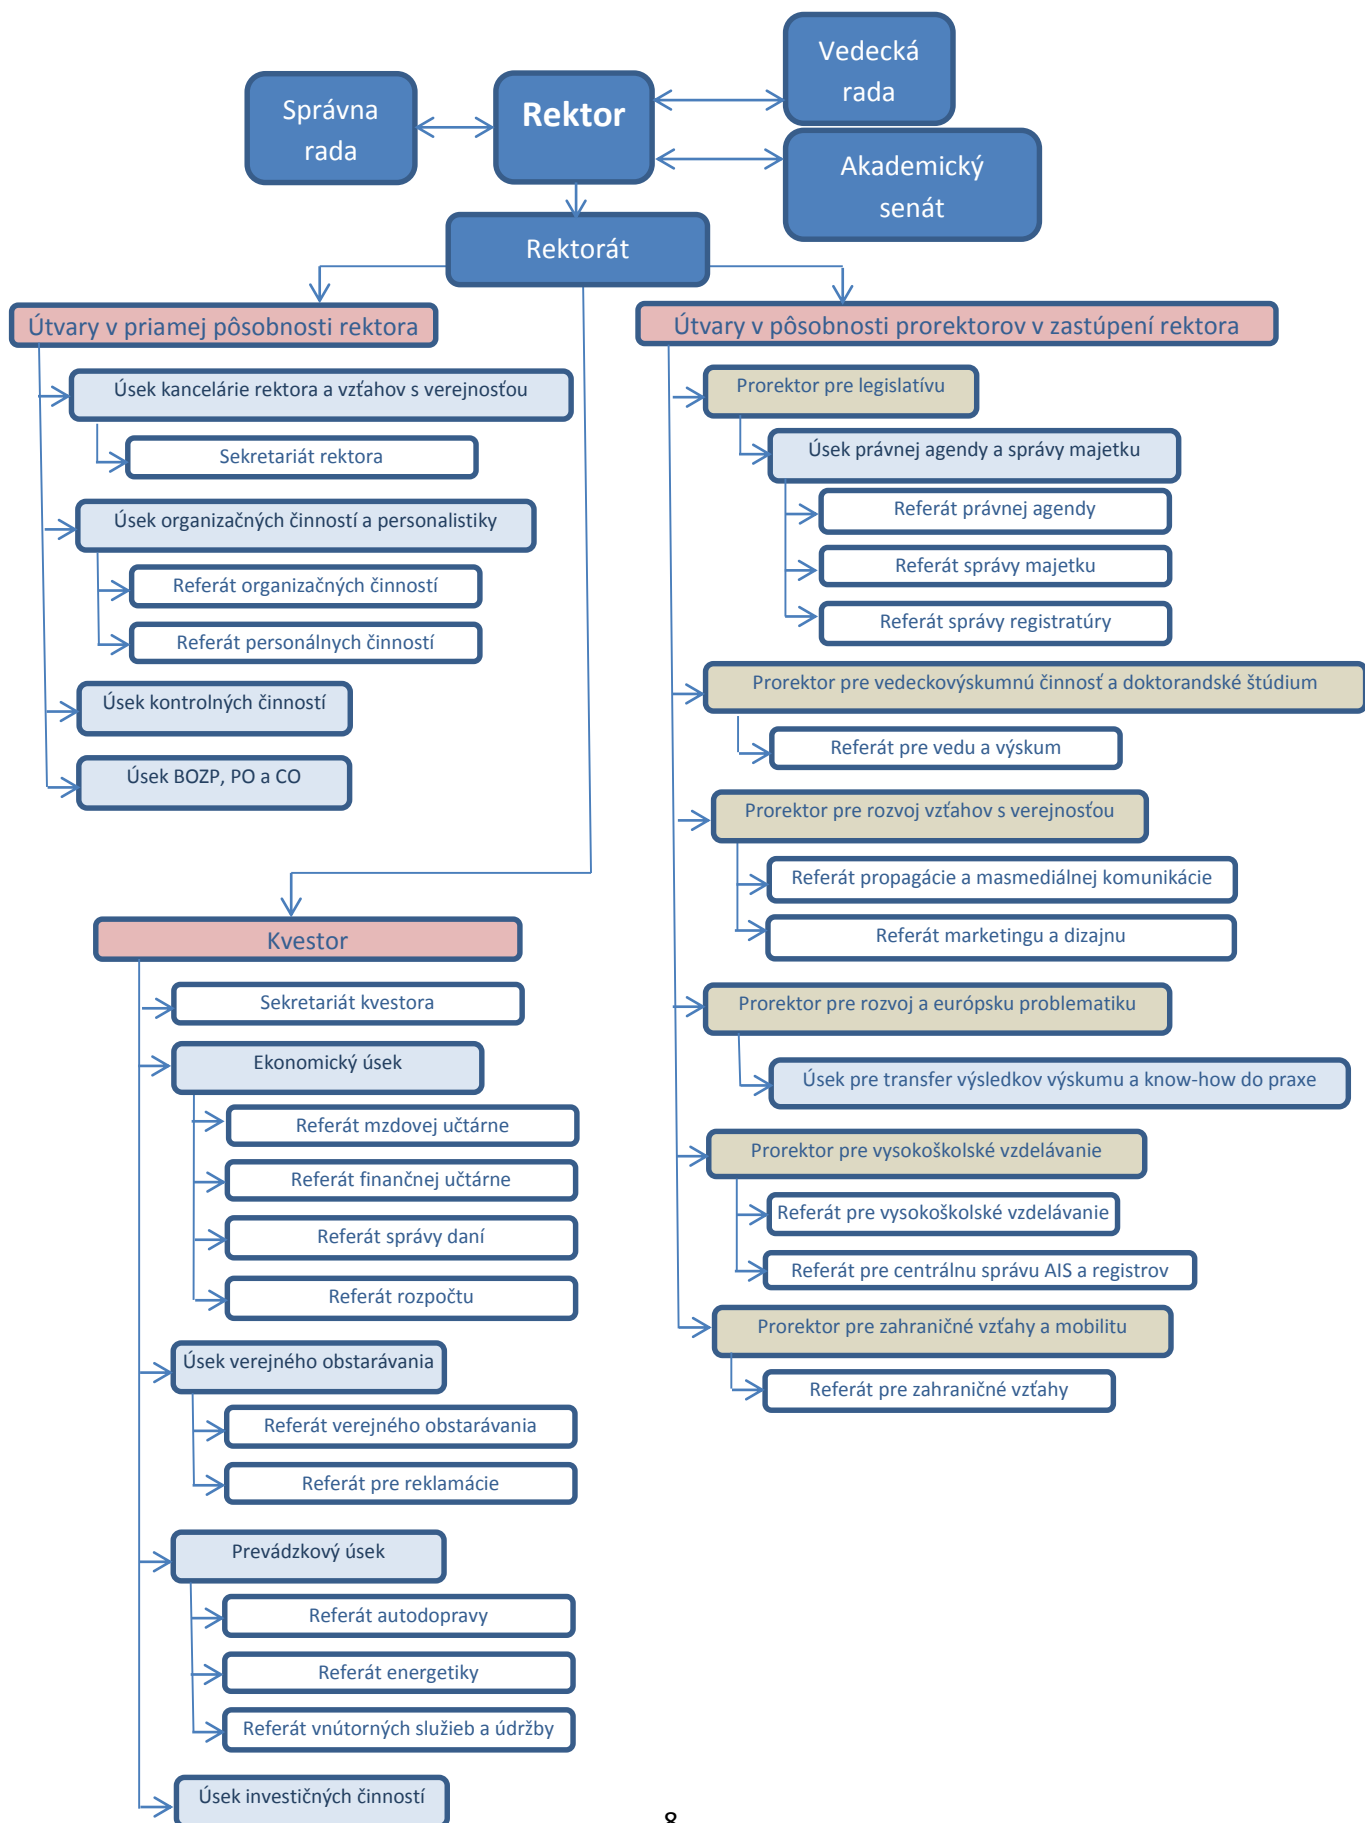 Vedecká
rada
Správna
rada
Rektor
Akademický
senát
Rektorát
Útvary v priamej pôsobnosti rektora
Úsek kancelárie rektora a vzťahov s verejnosťou
Sekretariát rektora
Úsek organizačných činností a personalistiky
Referát organizačných činností
Referát personálnych činností
Úsek kontrolných činností
Úsek BOZP, PO a CO
Kvestor
Sekretariát kvestora
Ekonomický úsek
Referát mzdovej učtárne
Referát finančnej učtárne
Referát správy daní
Referát rozpočtu
Úsek verejného obstarávania
Referát verejného obstarávania
Referát pre reklamácie
Prevádzkový úsek
Referát autodopravy
Referát energetiky
Referát vnútorných služieb a údržby
Úsek investičných činností
Útvary v pôsobnosti prorektorov v zastúpení rektora
Prorektor pre legislatívu
Úsek právnej agendy a správy majetku
Referát právnej agendy
Referát správy majetku
Referát správy registratúry
Prorektor pre vedeckovýskumnú činnosť a doktorandské štúdium
Referát pre vedu a výskum
Prorektor pre rozvoj vzťahov s verejnosťou
Referát propagácie a masmediálnej komunikácie
Referát marketingu a dizajnu
Prorektor pre rozvoj a európsku problematiku
Úsek pre transfer výsledkov výskumu a know-how do praxe
Prorektor pre vysokoškolské vzdelávanie
Referát pre vysokoškolské vzdelávanie
Referát pre centrálnu správu AIS a registrov
Prorektor pre zahraničné vzťahy a mobilitu
Referát pre zahraničné vzťahy
8